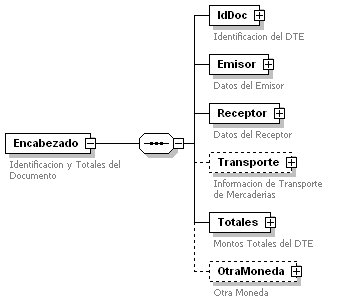 IdDoc
Identificacion del DTE
Emisor
Datos del Emisor
Receptor
Datos del Receptor
Encabezado
Identificacion y Totales del
Documento
Transporte
Informacion de Transporte
de Mercaderias
Totales
Montos Totales del DTE
OtraMoneda
Otra Moneda